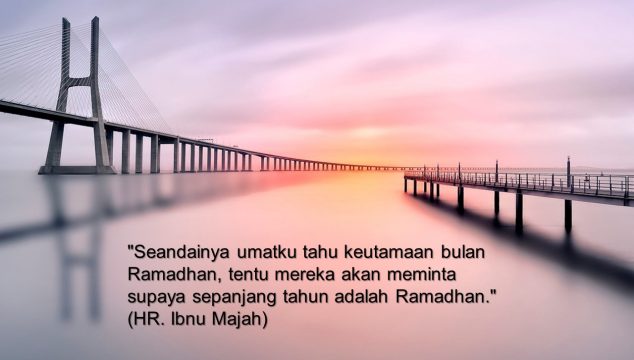 "Seandainya umatku tahu keutamaan bulan
Ramadhan, tentu mereka akan meminta
supaya sepanjang tahun adalah Ramadhan."
(HR. Ibnu Majah)